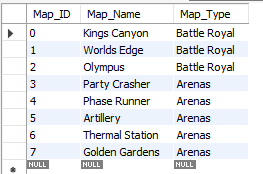 Map_ID Map_Name Map_Type
0 Kings Canyon Battle Royal
1 Worlds Edge Battle Royal
2 Olympus Battle Royal
3 Party Crasher Arenas
4 Phase Runner Arenas
5 Artillery Arenas
6 Thermal Station Arenas
7 Golden Gardens Arenas
NULL NULL NULL